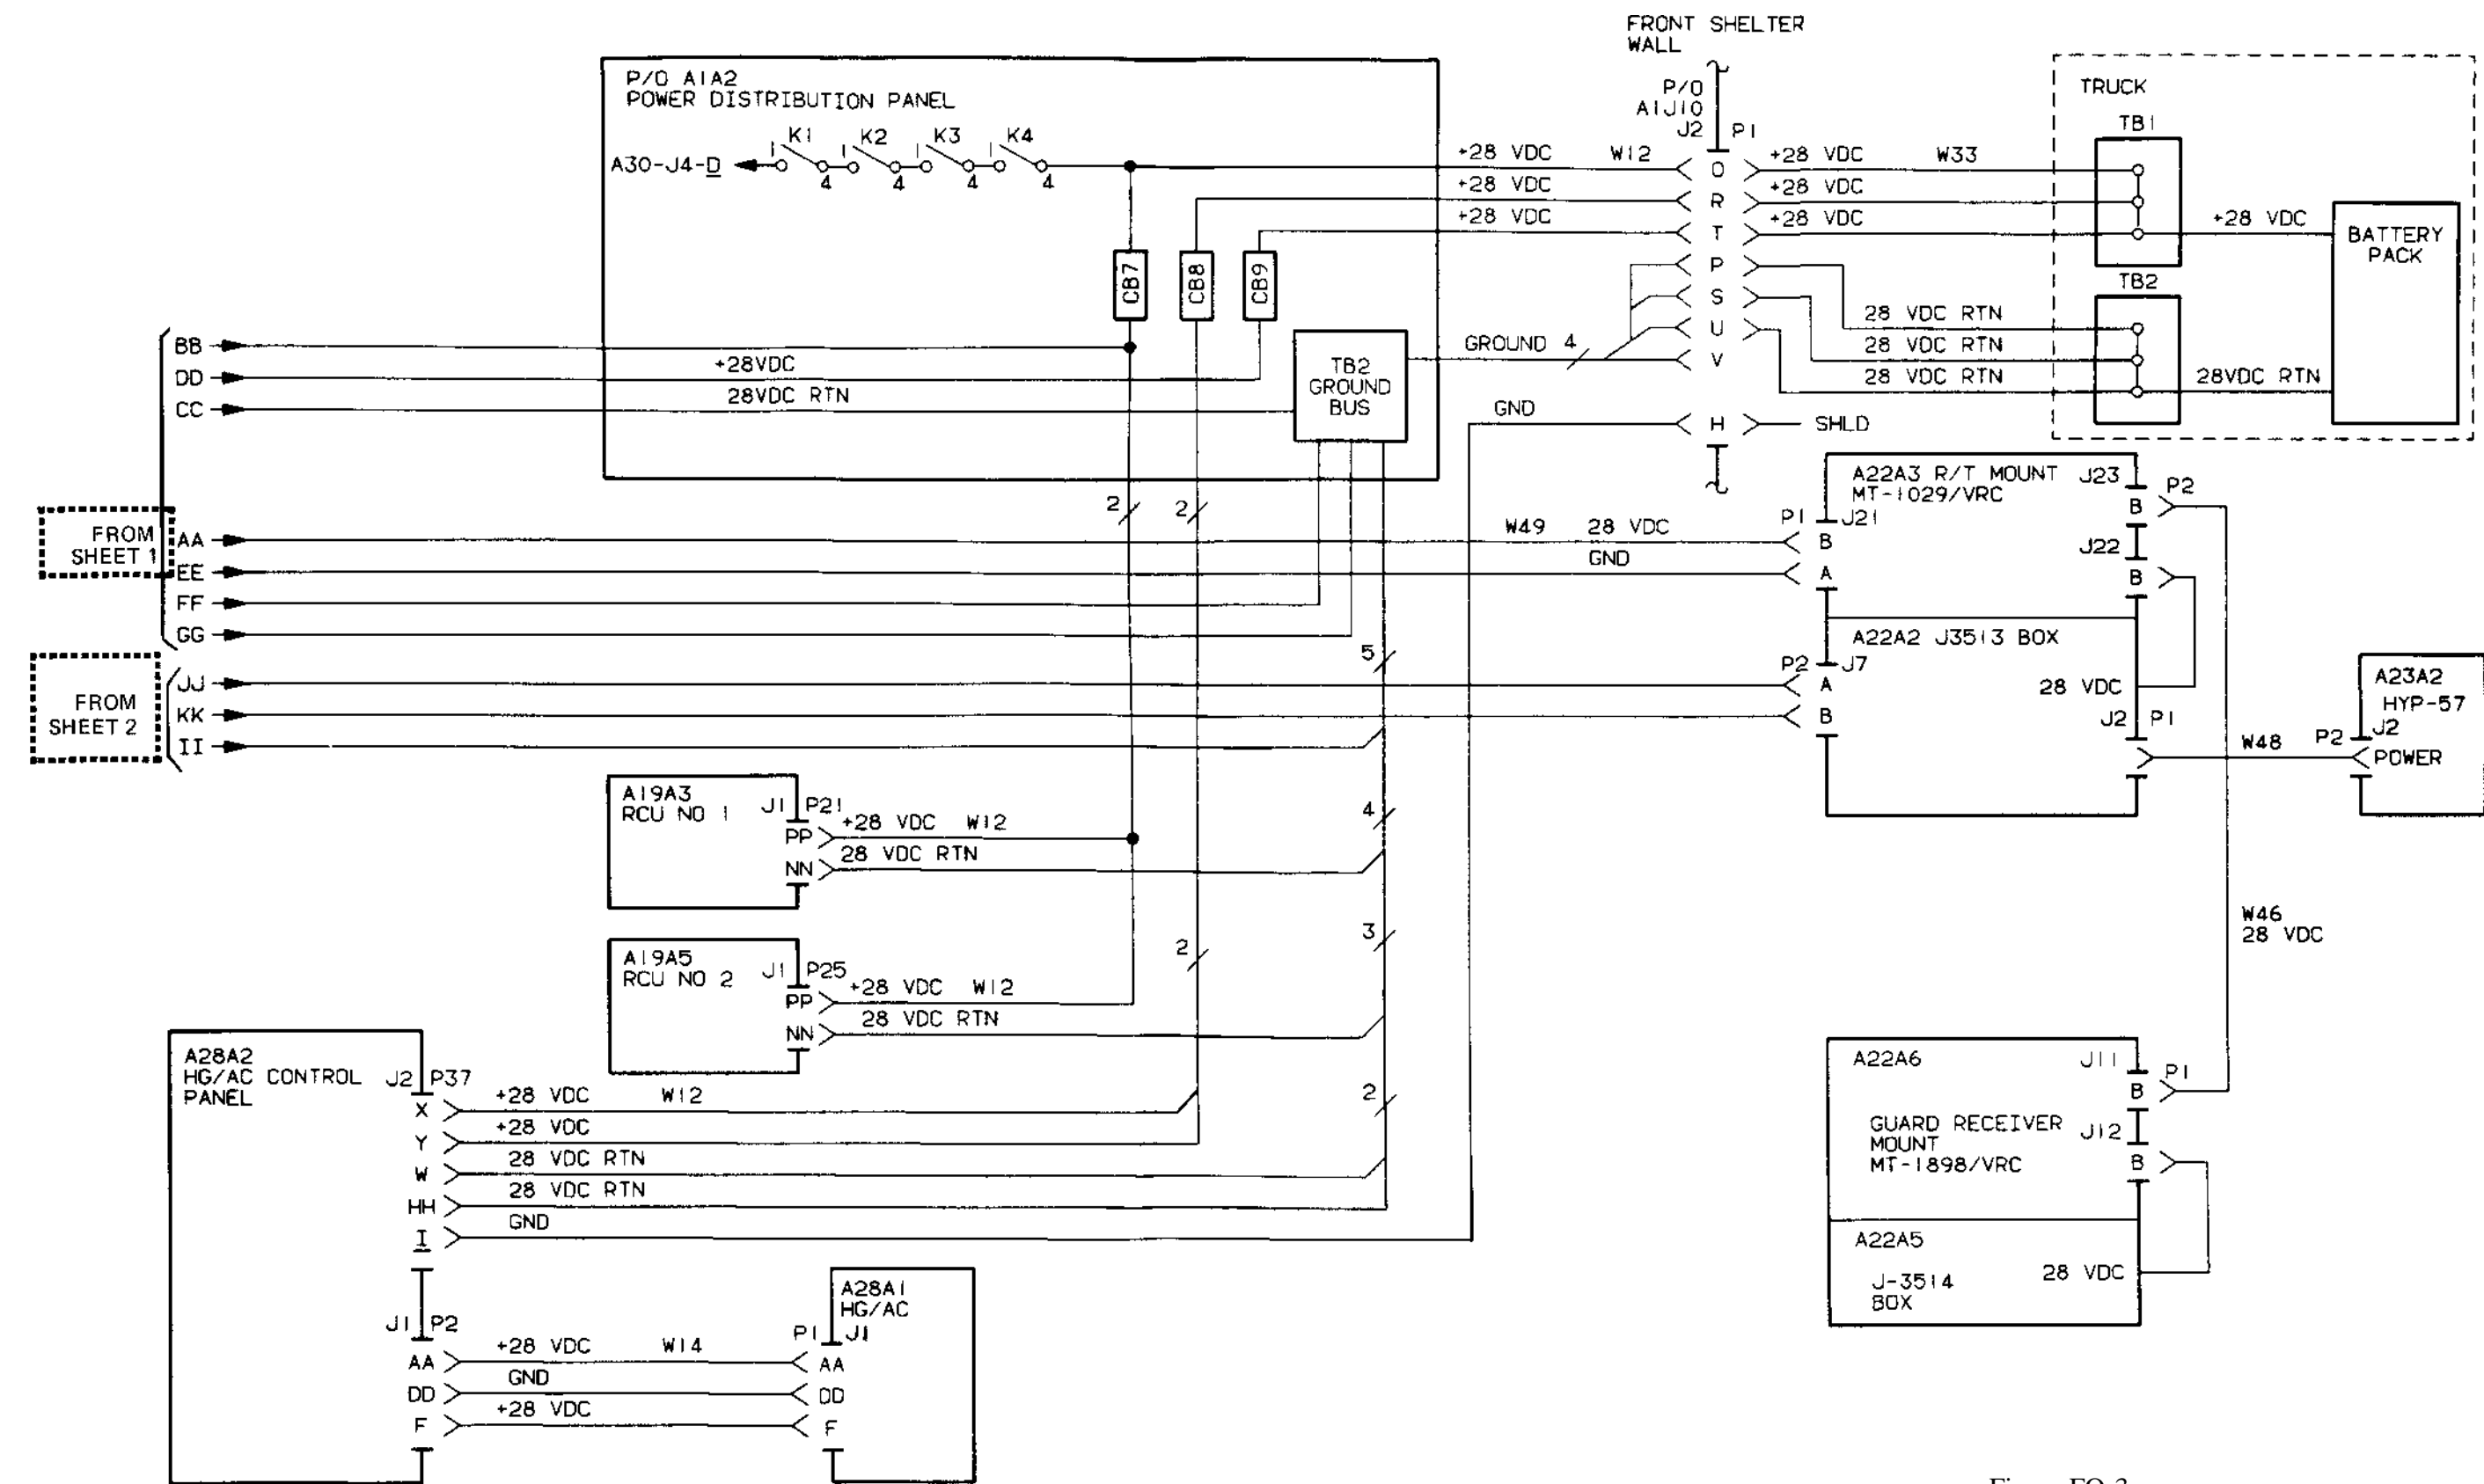 FRONT SHELTER
WALL
P/O A1A2
POWER DISTRIBUTION PANEL
K1 K2 K3 K4
1 1 1 1
A30-J4-D
4 4 4 4
P/O
A1J10
J2 P1
+28 VDC W12 O +28 VDC W33
+28 VDC R +28 VDC
+28 VDC T +28 VDC
P
S 28 VDC RTN
GROUND 4 U 28 VDC RTN
V 28 VDC RTN
GND H SHLD
TRUCK
TB1
+28 VDC
BATTERY
PACK
TB2
28VDC RTN
CB7 CB8 CB9
TB2
GROUND
BUS
BB
DD +28VDC
CC 28VDC RTN
2 2
FROM
SHEET 1
AA
EE
FF
GG
W49 28 VDC
GND
A22A3 R/T MOUNT
MT-1029/VRC
J23 P2
B
P1 J21
B
A
J22
B
A22A2 J3513 BOX
P2 J7
A
B
28 VDC
J2 P1
FROM
SHEET 2
JJ
KK
II
5
4
3
2
2
W48
A23A2
HYP-57
P2 J2
POWER
A19A3
RCU NO 1
J1 P21
PP +28 VDC W12
NN 28 VDC RTN
A19A5
RCU NO 2
J1 P25
PP +28 VDC W12
NN 28 VDC RTN
W46
28 VDC
A28A2
HG/AC CONTROL
PANEL
J2 P37
X +28 VDC W12
Y +28 VDC
W 28 VDC RTN
HH 28 VDC RTN
I GND
J1 P2
AA +28 VDC W14
DD GND
F +28 VDC
A28A1
HG/AC
P1 J1
AA
DD
F
A22A6
J11 P1
B
GUARD RECEIVER
MOUNT
MT-1898/VRC
J12
B
A22A5
J-3514
BOX
28 VDC